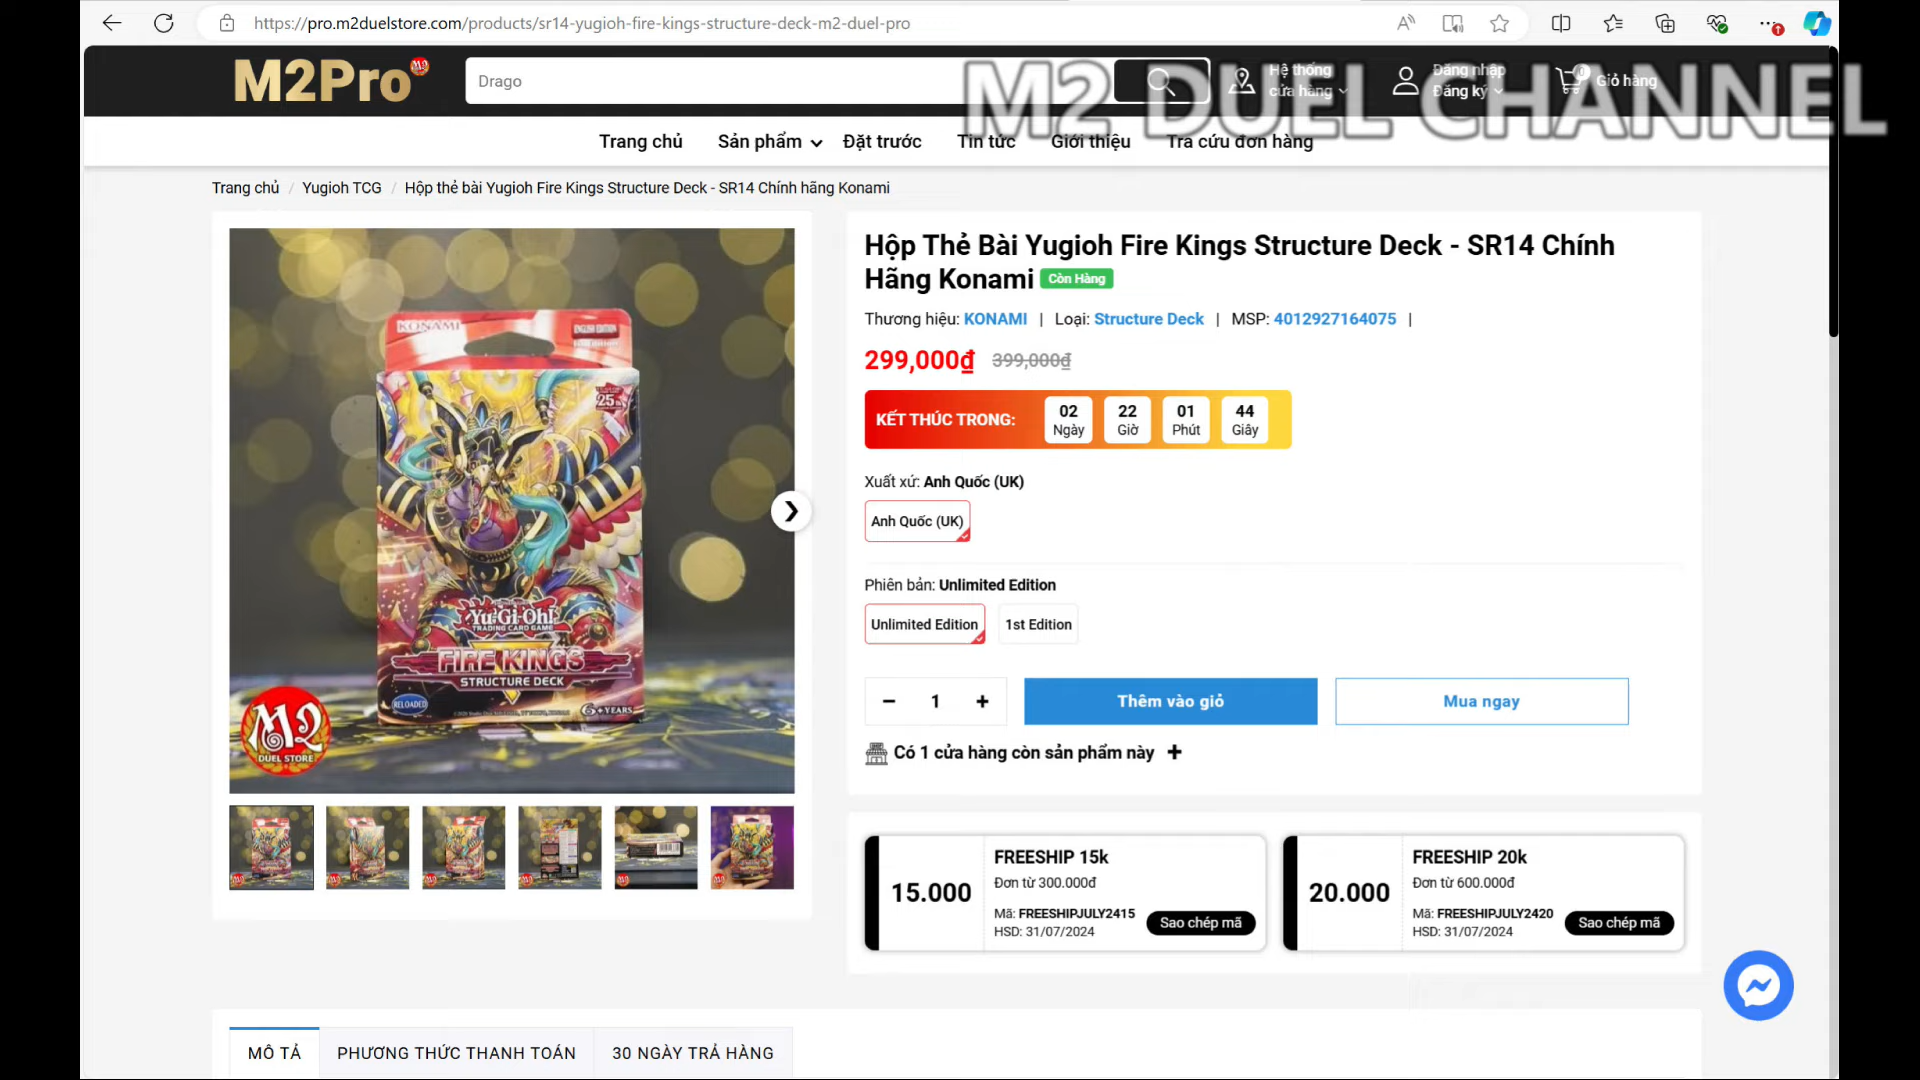 https://pro.m2duelstore.com/products/sr14-yugioh-fire-kings-structure-deck-m2-duel-pro
M2Pro
M2
Drago
Hệ thống
cửa hàng
Đăng nhập
Đăng ký
0
Giỏ hàng
M2 DUEL CHANNEL
Trang chủ
Sản phẩm
Đặt trước
Tin tức
Giới thiệu
Tra cứu đơn hàng
Trang chủ / Yugioh TCG / Hộp thẻ bài Yugioh Fire Kings Structure Deck - SR14 Chính hãng Konami
KONAMI
ENGLISH EDITION
25th
Yu-Gi-Oh!
TRADING CARD GAME
FIRE KINGS
STRUCTURE DECK
RELOADED
6+YEARS
M2
DUEL STORE
Hộp Thẻ Bài Yugioh Fire Kings Structure Deck - SR14 Chính
Hãng Konami Còn Hàng
Thương hiệu: KONAMI | Loại: Structure Deck | MSP: 4012927164075 |
299,000₫ 399,000₫
KẾT THÚC TRONG:
02 22 01 44
Ngày Giờ Phút Giây
Xuất xứ: Anh Quốc (UK)
Anh Quốc (UK)
Phiên bản: Unlimited Edition
Unlimited Edition
1st Edition
− 1 +
Thêm vào giỏ
Mua ngay
Có 1 cửa hàng còn sản phẩm này +
15.000
FREESHIP 15k
Đơn từ 300.000đ
Mã: FREESHIPJULY2415
HSD: 31/07/2024
Sao chép mã
20.000
FREESHIP 20k
Đơn từ 600.000đ
Mã: FREESHIPJULY2420
HSD: 31/07/2024
Sao chép mã
MÔ TẢ
PHƯƠNG THỨC THANH TOÁN
30 NGÀY TRẢ HÀNG